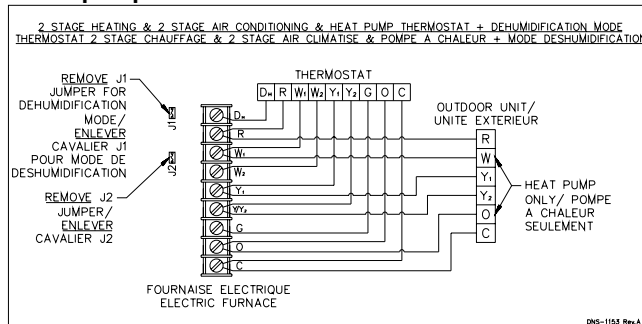 2 STAGE HEATING & 2 STAGE AIR CONDITIONING & HEAT PUMP THERMOSTAT + DEHUMIDIFICATION MODE
THERMOSTAT 2 STAGE CHAUFFAGE & 2 STAGE AIR CLIMATISE & POMPE A CHALEUR + MODE DESHUMIDIFICATION
REMOVE J1
JUMPER FOR
DEHUMIDIFICATION
MODE/
ENLEVER
CAVALIER J1
POUR MODE DE
DESHUMIDIFICATION
REMOVE J2
JUMPER/
ENLEVER
CAVALIER J2
J1
J2
THERMOSTAT
DH R W1 W2 Y1 Y2 G O C
DH
R
W1
W2
Y1
Y/Y2
G
O
C
FOURNAISE ELECTRIQUE
ELECTRIC FURNACE
OUTDOOR UNIT/
UNITE EXTERIEUR
R
W
Y1
Y2
O
C
HEAT PUMP
ONLY/ POMPE
A CHALEUR
SEULEMENT
DNS-1153 Rev.A